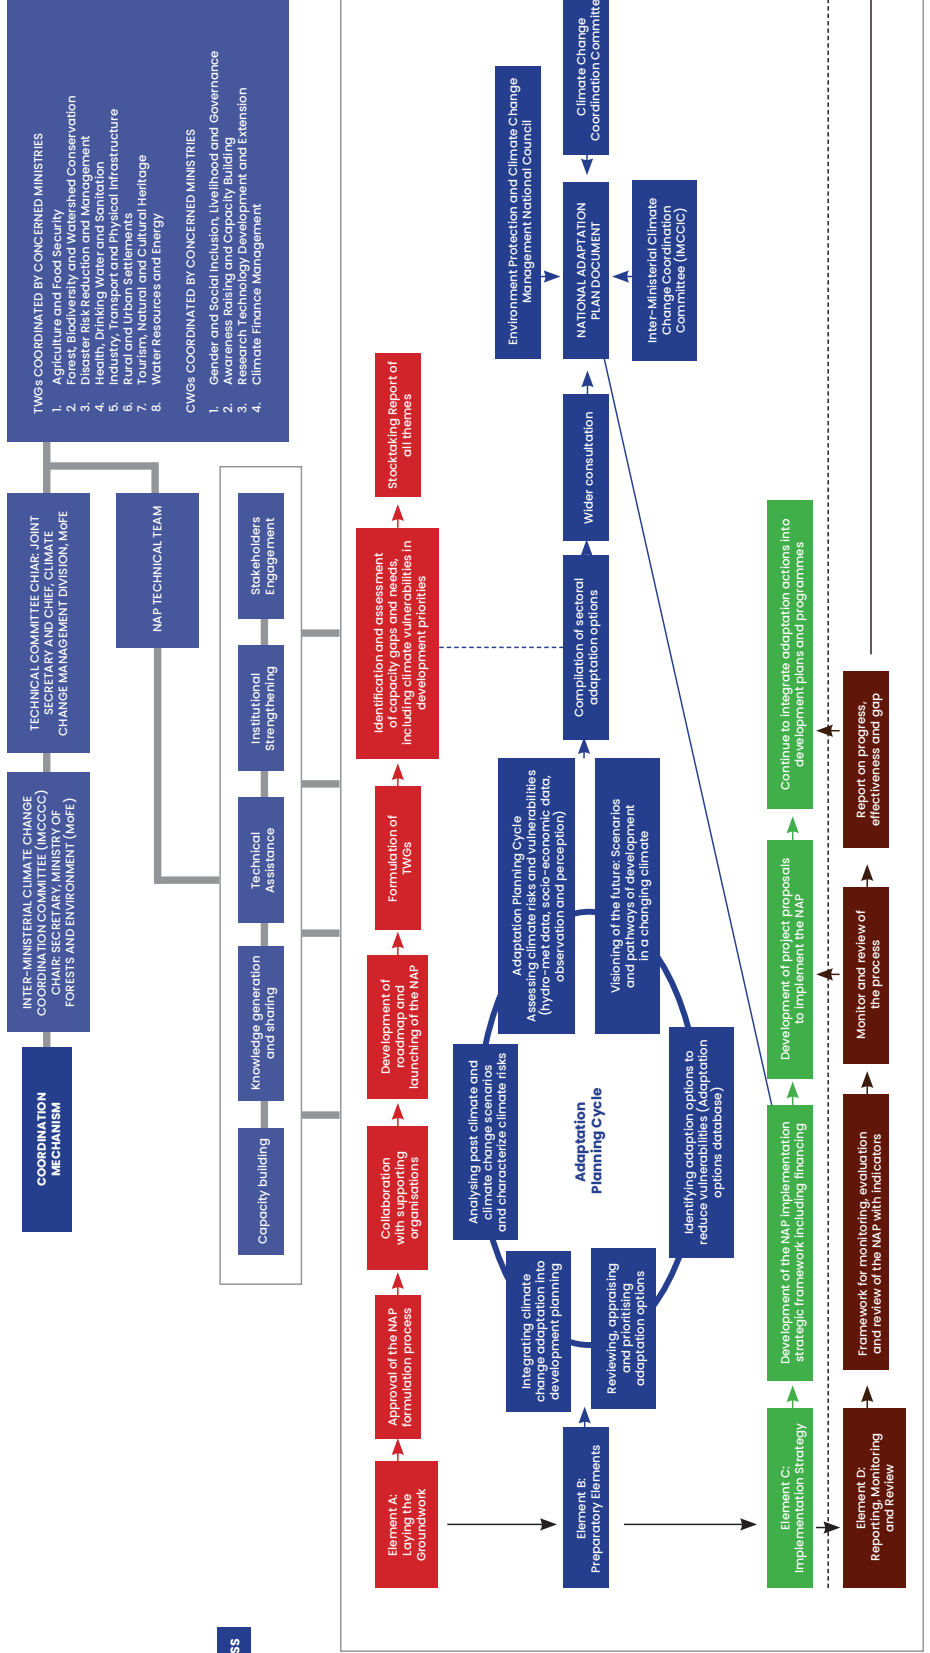 COORDINATION
MECHANISM
INTER-MINISTERIAL CLIMATE CHANGE
COORDINATION COMMITTEE (IMCCCC)
CHAIR: SECRETARY, MINISTRY OF
FORESTS AND ENVIRONMENT (MoFE)
TECHNICAL COMMITTEE CHIAR: JOINT
SECRETARY AND CHIEF, CLIMATE
CHANGE MANAGEMENT DIVISION, MoFE
NAP TECHNICAL TEAM
TWGs COORDINATED BY CONCERNED MINISTRIES
1. Agriculture and Food Security
2. Forest, Biodiversity and Watershed Conservation
3. Disaster Risk Reduction and Management
4. Health, Drinking Water and Sanitation
5. Industry, Transport and Physical Infrastructure
6. Rural and Urban Settlements
7. Tourism, Natural and Cultural Heritage
8. Water Resources and Energy
CWGs COORDINATED BY CONCERNED MINISTRIES
1. Gender and Social Inclusion, Livelihood and Governance
2. Awareness Raising and Capacity Building
3. Research Technology Development and Extension
4. Climate Finance Management
Capacity building
Knowledge generation
and sharing
Technical
Assistance
Institutional
Strengthening
Stakeholders
Engagement
Element A:
Laying the
Groundwork
Approval of the NAP
formulation process
Collaboration
with supporting
organisations
Development of
roadmap and
launching of the NAP
Formulation of
TWGs
Identification and assessment
of capacity gaps and needs,
including climate vulnerabilities in
development priorities
Stocktaking Report of
all themes
Element B:
Preparatory Elements
Integrating climate
change adaptation into
development planning
Reviewing, appraising
and prioritising
adaptation options
Analysing past climate and
climate change scenarios
and characterize climate risks
Adaptation
Planning Cycle
Identifying adaption options to
reduce vulnerabilities (Adaptation
options database)
Adaptation Planning Cycle
Assessing climate risks and vulnerabilities
(hydro-met data, socio-economic data,
observation and perception)
Visioning of the future: Scenarios
and pathways of development
in a changing climate
Compilation of sectoral
adaptation options
Wider consultation
Environment Protection and Climate Change
Management National Council
NATIONAL ADAPTATION
PLAN DOCUMENT
Inter-Ministerial Climate
Change Coordination
Committee (IMCCIC)
Climate Change
Coordination Committe
Element C:
Implementation Strategy
Development of the NAP implementation
strategic framework including financing
Development of project proposals
to implement the NAP
Continue to integrate adaptation actions into
development plans and programmes
Element D:
Reporting, Monitoring
and Review
Framework for monitoring, evaluation
and review of the NAP with indicators
Monitor and review of
the process
Report on progress,
effectiveness and gap
SS